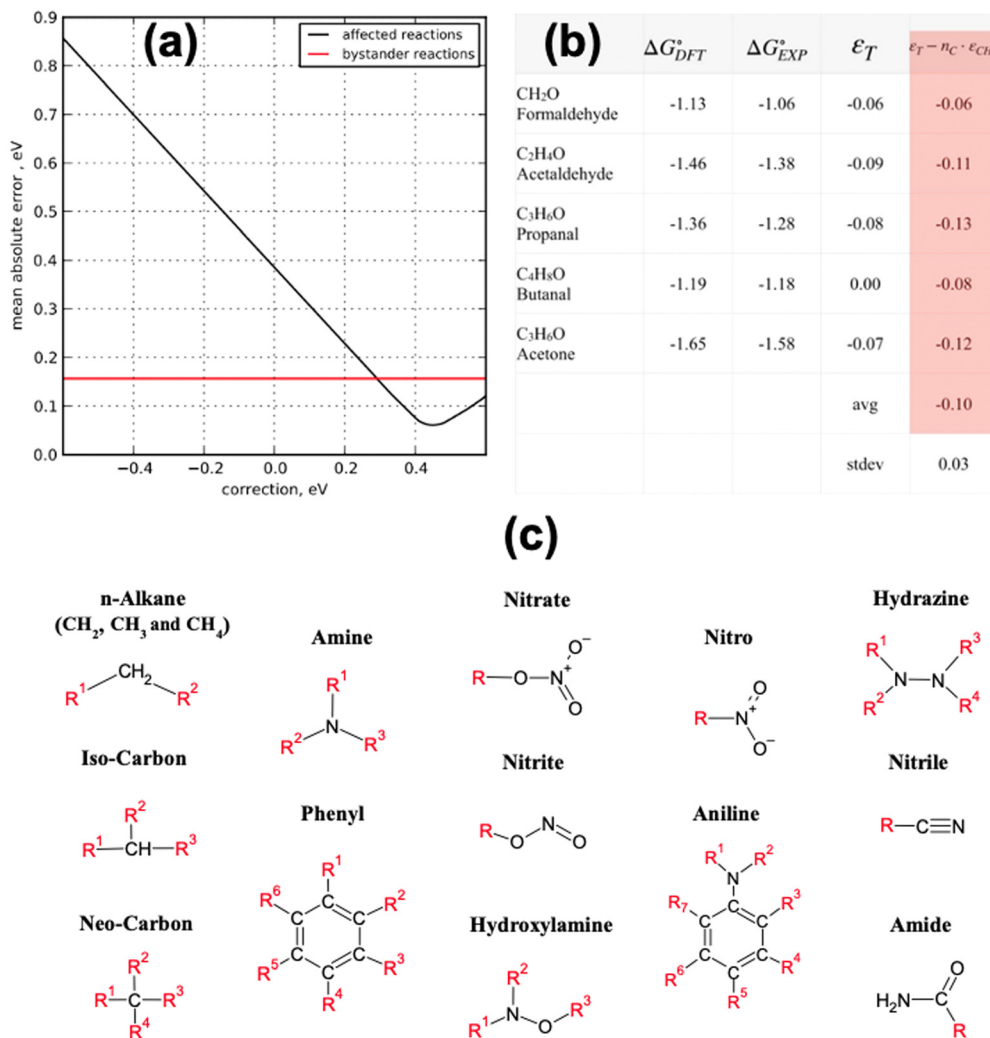 (a)
affected reactions
bystander reactions
0.9
0.8
0.7
0.6
0.5
0.4
0.3
0.2
0.1
0.0
mean absolute error , eV
−0.4 −0.2 0.0 0.2 0.4
correction, eV
(b) ΔG°DFT ΔG°EXP εT εT − nC · εCH
CH₂O
Formaldehyde -1.13 -1.06 -0.06 -0.06
C₂H₄O
Acetaldehyde -1.46 -1.38 -0.09 -0.11
C₃H₆O
Propanal -1.36 -1.28 -0.08 -0.13
C₄H₈O
Butanal -1.19 -1.18 0.00 -0.08
C₃H₆O
Acetone -1.65 -1.58 -0.07 -0.12
avg -0.10
stdev 0.03
(c)
n-Alkane
(CH₂, CH₃ and CH₄)
R¹ CH₂ R²
Amine
R¹
N
R² R³
Nitrate
R O N⁺ O⁻
O
Nitro
R N⁺ O
O⁻
Hydrazine
R¹ R³
N N
R² R⁴
Iso-Carbon
R²
R¹ CH R³
Phenyl
R¹
R⁶ C R²
C C
C C
R⁵ C R³
R⁴
Nitrite
R O N O
Aniline
R¹ R²
N
R₇ C R³
C C
C C
R⁶ C R⁴
R⁵
Nitrile
R C N
Neo-Carbon
R²
R¹ C R³
R⁴
Hydroxylamine
R²
N R³
R¹ O
Amide
O
H₂N C
R